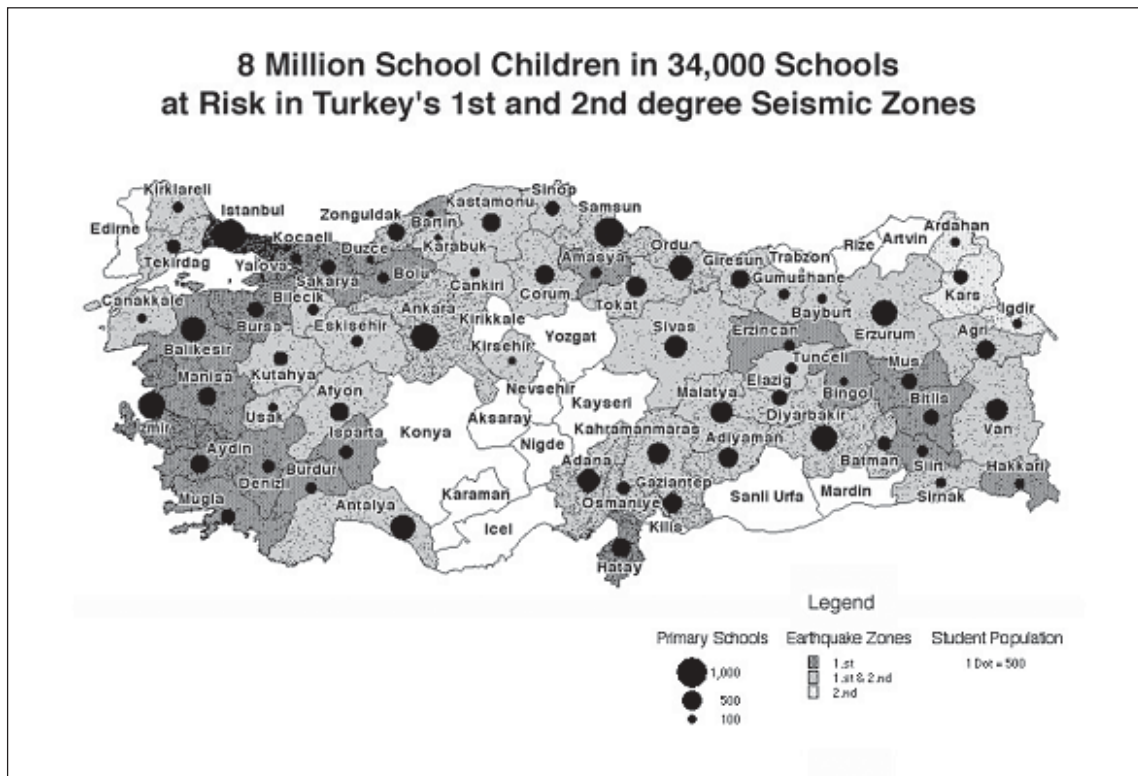 8 Million School Children in 34,000 Schools
at Risk in Turkey's 1st and 2nd degree Seismic Zones
Kirklareli
Edirne
Istanbul
Tekirdag
Kocaeli
Yalova
Sakarya
Duzce
Bolu
Zonguldak
Bartin
Karabuk
Kastamonu
Sinop
Samsun
Cankiri
Corum
Amasya
Tokat
Ordu
Giresun
Trabzon
Gumushane
Bayburt
Rize
Artvin
Ardahan
Kars
Igdir
Canakkale
Balikesir
Bursa
Bilecik
Eskisehir
Ankara
Kirikkale
Kirsehir
Yozgat
Sivas
Erzincan
Erzurum
Agri
Tunceli
Mus
Kutahya
Manisa
Usak
Afyon
Izmir
Aydin
Denizli
Burdur
Isparta
Mugla
Antalya
Konya
Aksaray
Nevsehir
Nigde
Kayseri
Karaman
Icel
Adana
Kahramanmaras
Malatya
Elazig
Bingol
Bitlis
Van
Diyarbakir
Adiyaman
Gaziantep
Osmaniye
Kilis
Hatay
Sanli Urfa
Mardin
Batman
Siirt
Sirnak
Hakkari
Legend
Primary Schools
1,000
500
100
Earthquake Zones
1.st
1.st & 2.nd
2.nd
Student Population
1 Dot = 500